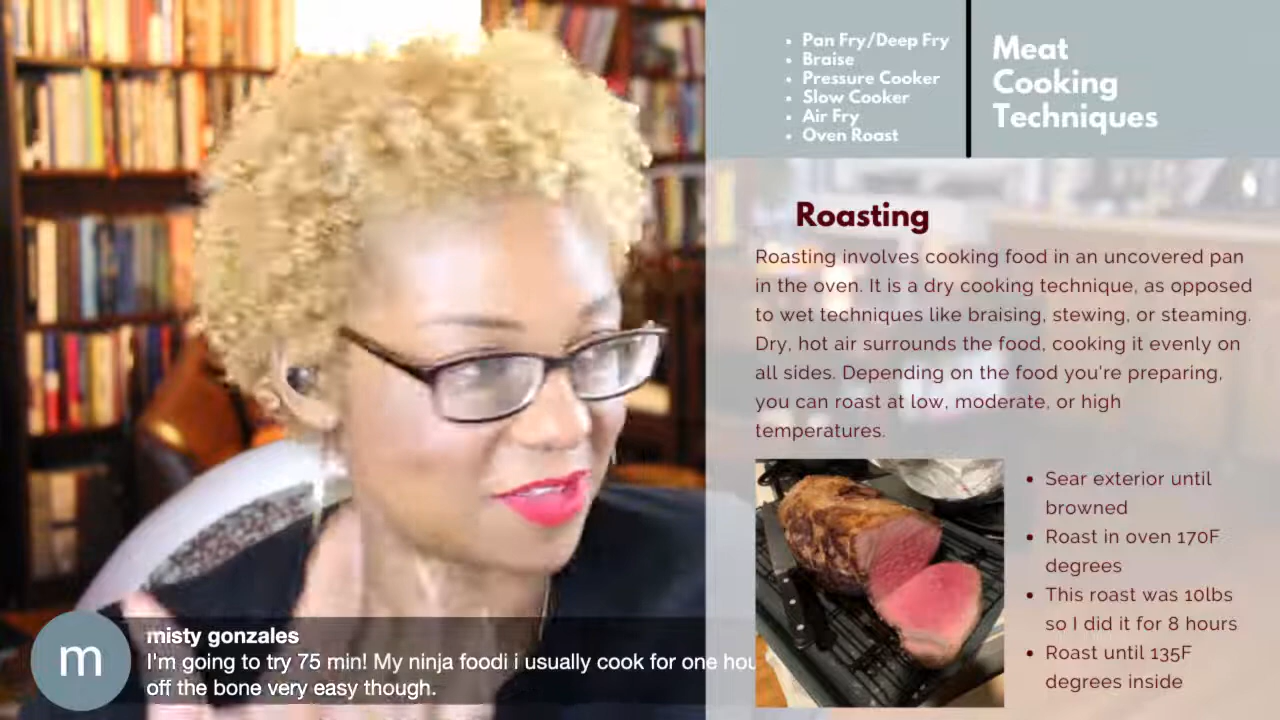 Pan Fry/Deep Fry
Braise
Pressure Cooker
Slow Cooker
Air Fry
Oven Roast
Meat
Cooking
Techniques
Roasting
Roasting involves cooking food in an uncovered pan
in the oven. It is a dry cooking technique, as opposed
to wet techniques like braising, stewing, or steaming.
Dry, hot air surrounds the food, cooking it evenly on
all sides. Depending on the food you're preparing,
you can roast at low, moderate, or high
temperatures.
Sear exterior until
browned
Roast in oven 170F
degrees
This roast was 10lbs
so I did it for 8 hours
Roast until 135F
degrees inside
m
misty gonzales
I'm going to try 75 min! My ninja foodi i usually cook for one
off the bone very easy though.